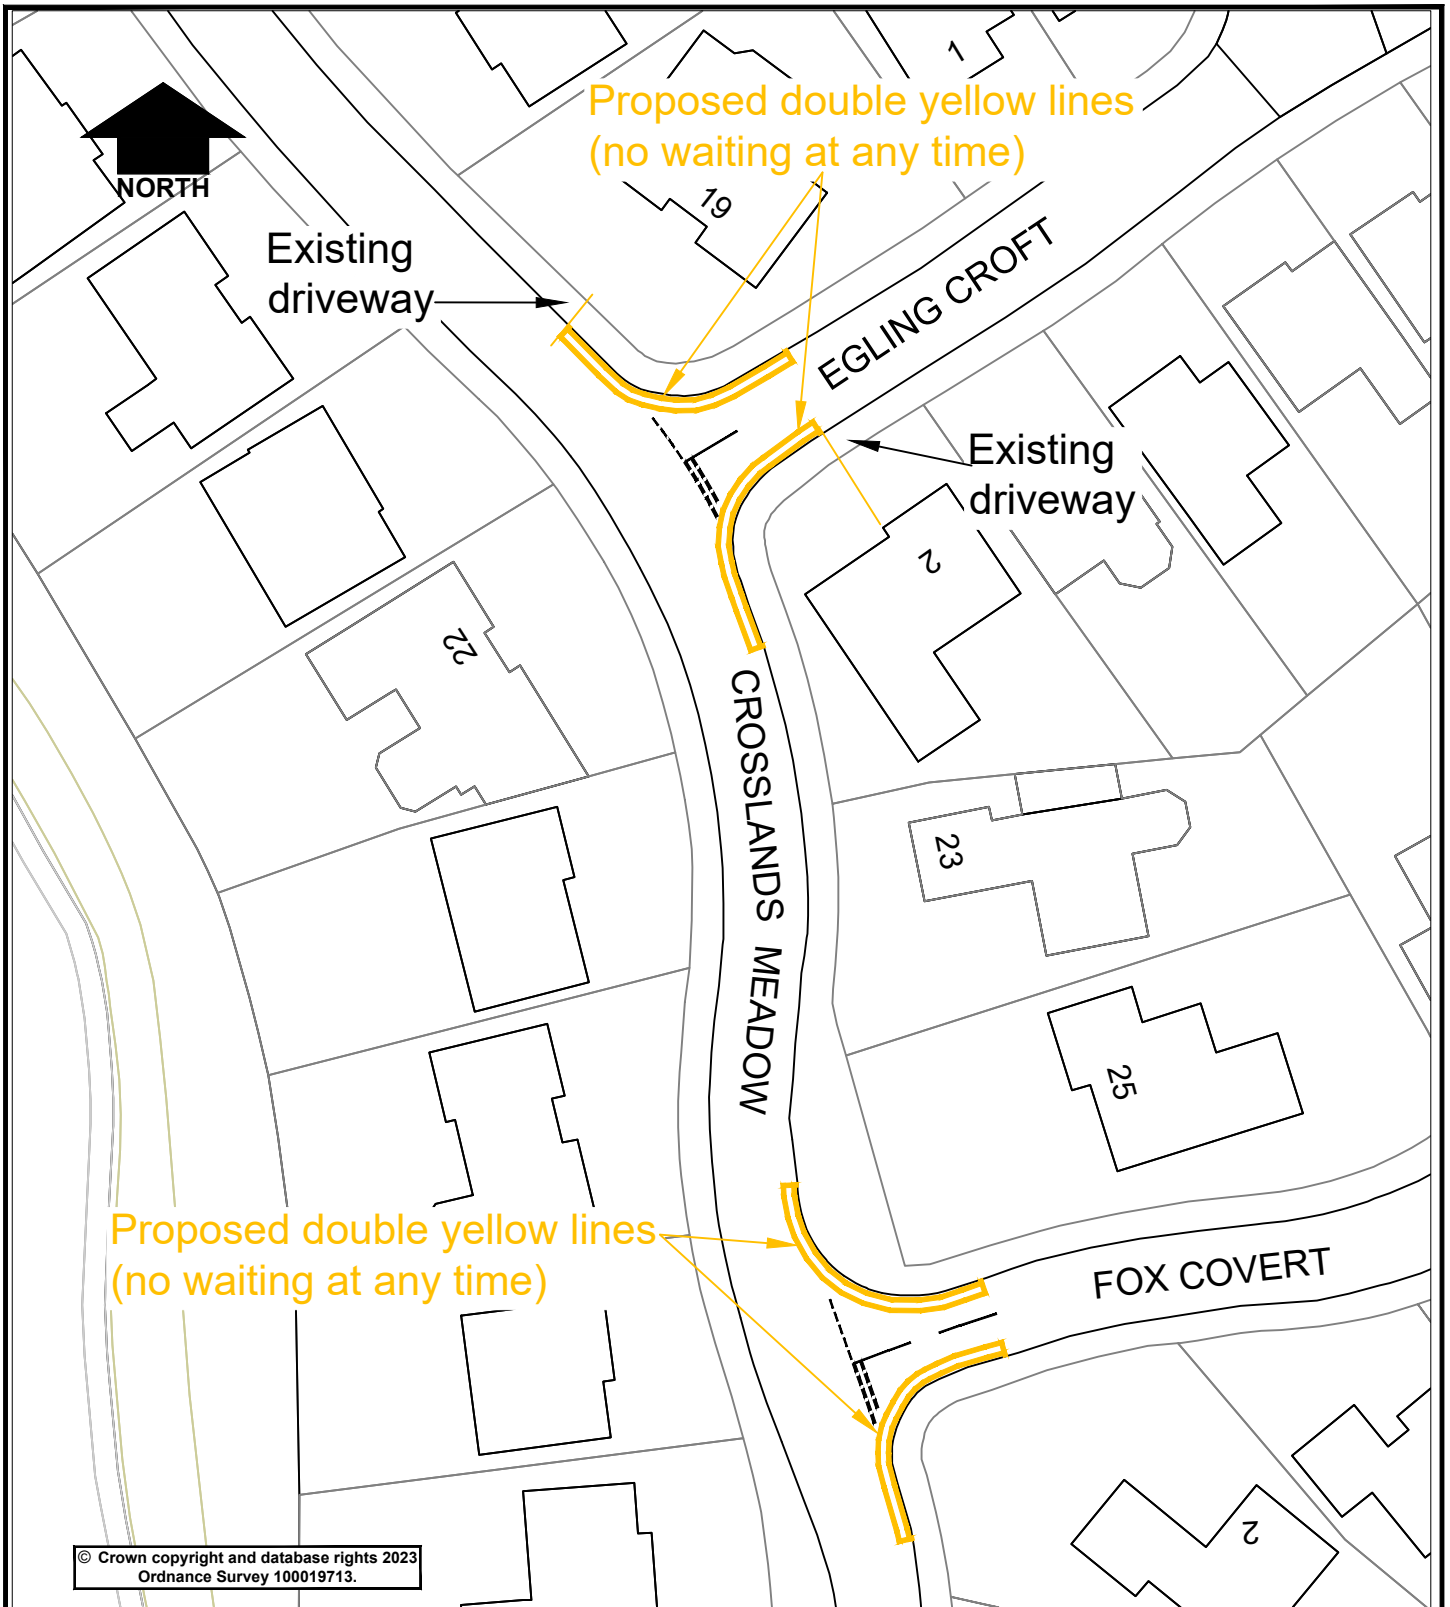 1
Proposed double yellow lines
(no waiting at any time)
NORTH
19
Existing
driveway
EGLING CROFT
Existing
driveway
2
22
CROSSLANDS MEADOW
23
25
Proposed double yellow lines
(no waiting at any time)
FOX COVERT
2
© Crown copyright and database rights 2023
Ordnance Survey 100019713.